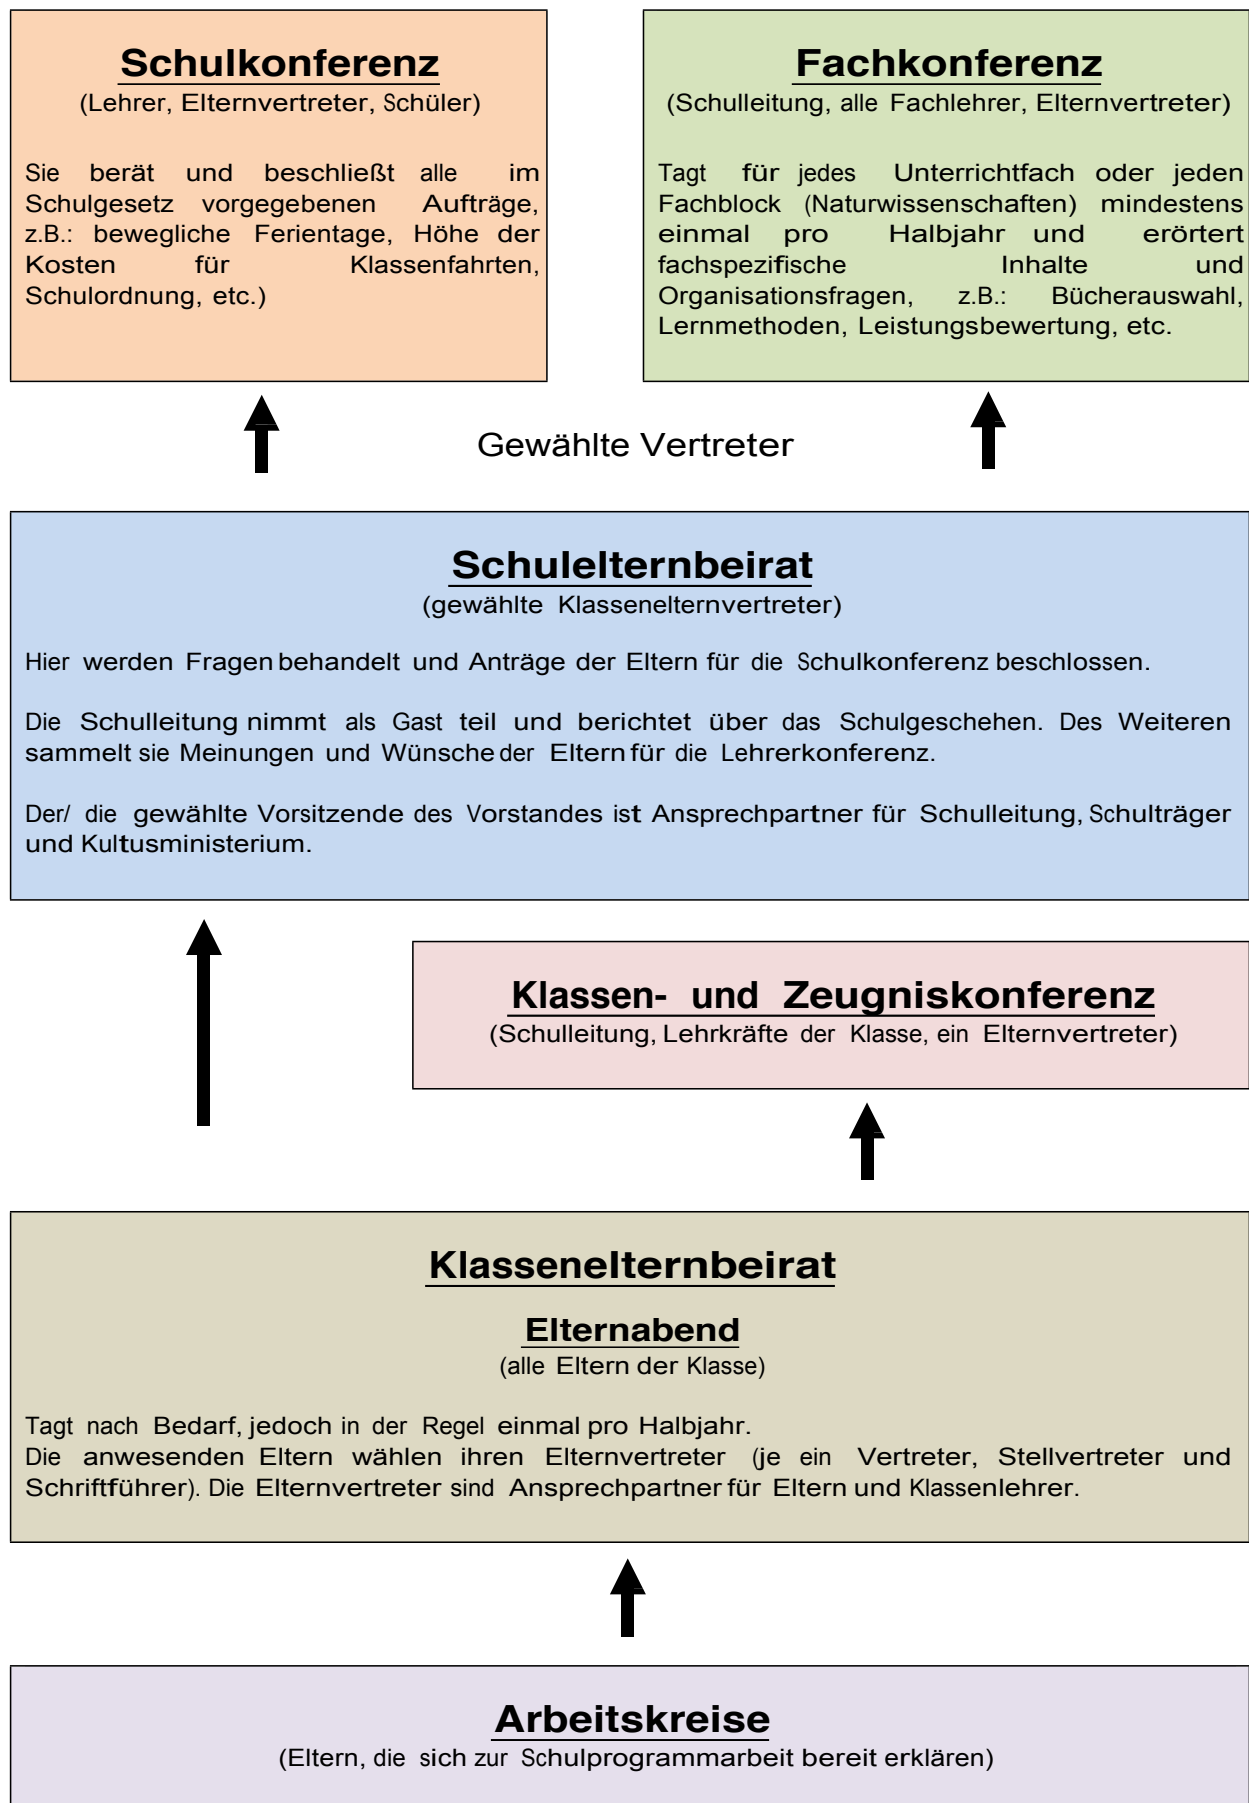 Schulkonferenz
(Lehrer, Elternvertreter, Schüler)
Sie berät und beschließt alle im
Schulgesetz vorgegebenen Aufträge,
z.B.: bewegliche Ferientage, Höhe der
Kosten für Klassenfahrten,
Schulordnung, etc.)
Fachkonferenz
(Schulleitung, alle Fachlehrer, Elternvertreter)
Tagt für jedes Unterrichtfach oder jeden
Fachblock (Naturwissenschaften) mindestens
einmal pro Halbjahr und erörtert
fachspezifische Inhalte und
Organisationsfragen, z.B.: Bücherauswahl,
Lernmethoden, Leistungsbewertung, etc.
Gewählte Vertreter
Schulelternbeirat
(gewählte Klassenelternvertreter)
Hier werden Fragen behandelt und Anträge der Eltern für die Schulkonferenz beschlossen.
Die Schulleitung nimmt als Gast teil und berichtet über das Schulgeschehen. Des Weiteren
sammelt sie Meinungen und Wünsche der Eltern für die Lehrerkonferenz.
Der/ die gewählte Vorsitzende des Vorstandes ist Ansprechpartner für Schulleitung, Schulträger
und Kultusministerium.
Klassen- und Zeugniskonferenz
(Schulleitung, Lehrkräfte der Klasse, ein Elternvertreter)
Klassenelternbeirat
Elternabend
(alle Eltern der Klasse)
Tagt nach Bedarf, jedoch in der Regel einmal pro Halbjahr.
Die anwesenden Eltern wählen ihren Elternvertreter (je ein Vertreter, Stellvertreter und
Schriftführer). Die Elternvertreter sind Ansprechpartner für Eltern und Klassenlehrer.
Arbeitskreise
(Eltern, die sich zur Schulprogrammarbeit bereit erklären)